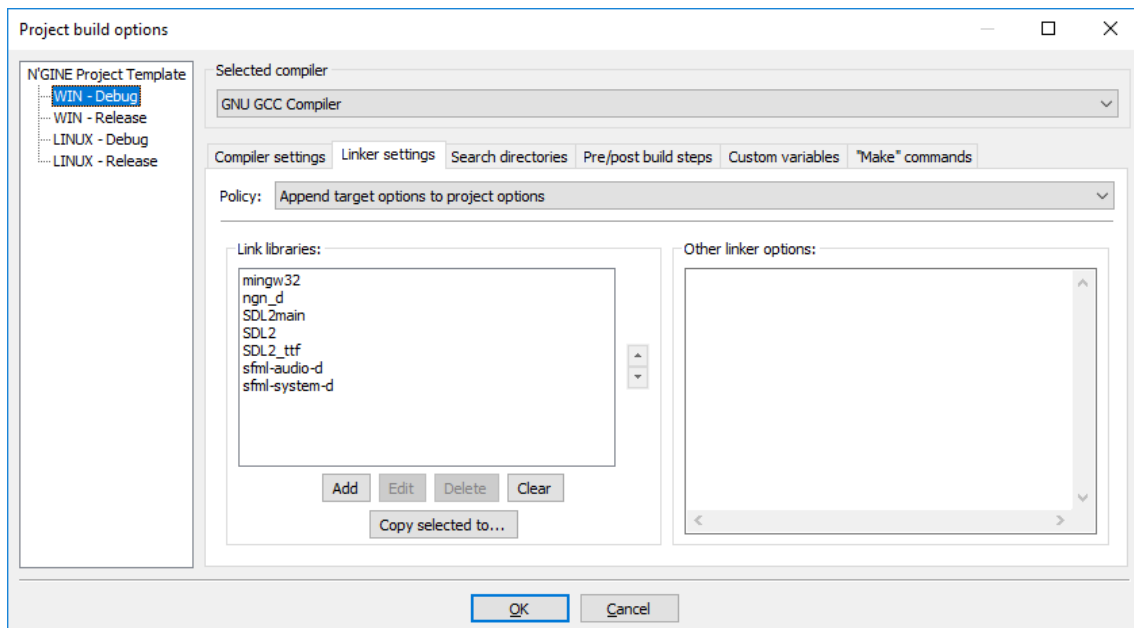 Project build options
N'GINE Project Template
WIN - Debug
WIN - Release
LINUX - Debug
LINUX - Release
Selected compiler
GNU GCC Compiler
Compiler settings Linker settings Search directories Pre/post build steps Custom variables "Make" commands
Policy: Append target options to project options
Link libraries:
mingw32
ngn_d
SDL2main
SDL2
SDL2_ttf
sfml-audio-d
sfml-system-d
Add Edit Delete Clear
Copy selected to...
Other linker options:
OK Cancel